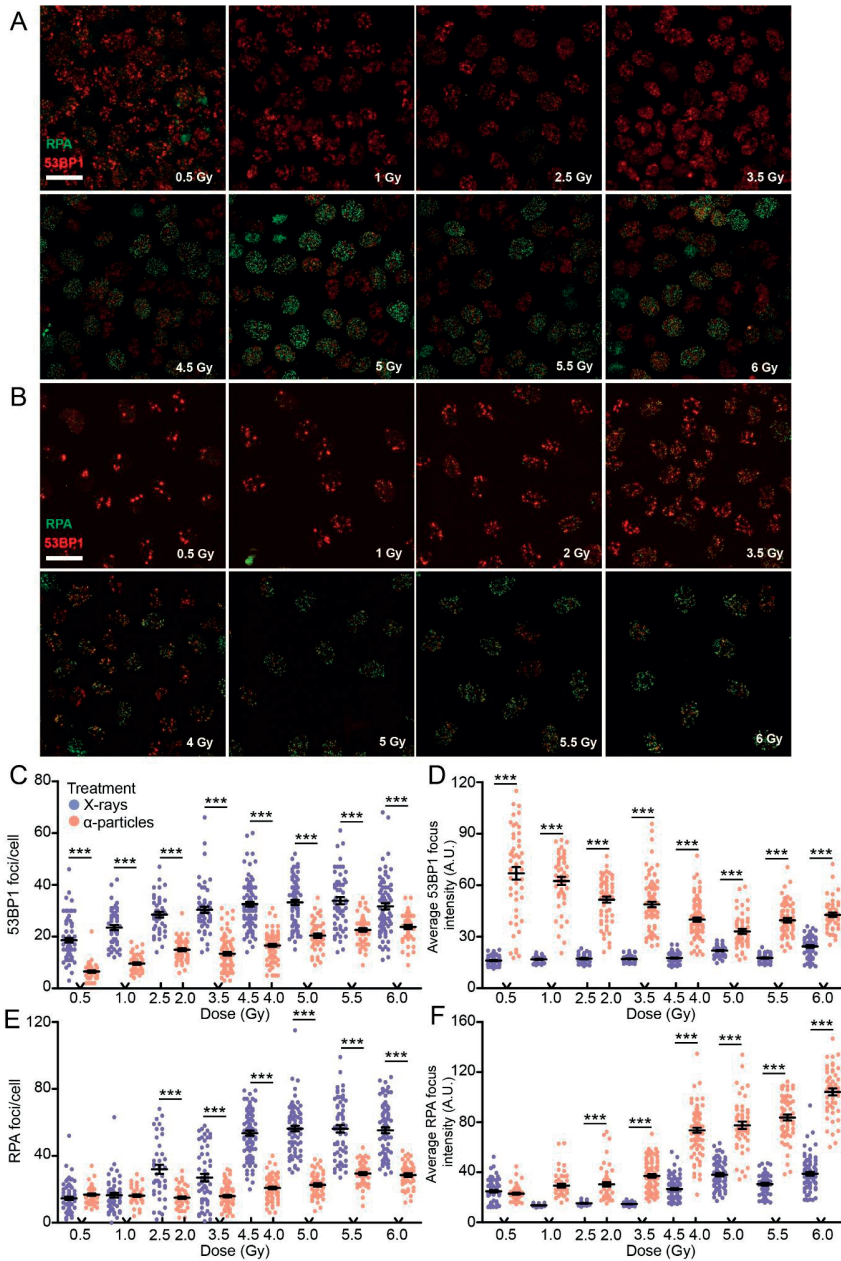 A
RPA
53BP1
0.5 Gy
1 Gy
2.5 Gy
3.5 Gy
4.5 Gy
5 Gy
5.5 Gy
6 Gy
B
RPA
53BP1
0.5 Gy
1 Gy
2 Gy
3.5 Gy
4 Gy
5 Gy
5.5 Gy
6 Gy
C
Treatment
X-rays
α-particles
53BP1 foci/cell
80
60
40
20
0
*** *** *** *** *** *** *** ***
0.5 1.0 2.5 2.0 3.5 4.5 4.0 5.0 5.5 6.0
Dose (Gy)
D
Average 53BP1 focus
intensity (A.U.)
120
90
60
30
0
*** *** *** *** *** *** *** ***
0.5 1.0 2.5 2.0 3.5 4.5 4.0 5.0 5.5 6.0
Dose (Gy)
E
RPA foci/cell
120
80
40
0
*** *** *** *** *** ***
0.5 1.0 2.5 2.0 3.5 4.5 4.0 5.0 5.5 6.0
Dose (Gy)
F
Average RPA focus
intensity (A.U.)
160
120
80
40
0
*** *** *** *** *** ***
0.5 1.0 2.5 2.0 3.5 4.5 4.0 5.0 5.5 6.0
Dose (Gy)